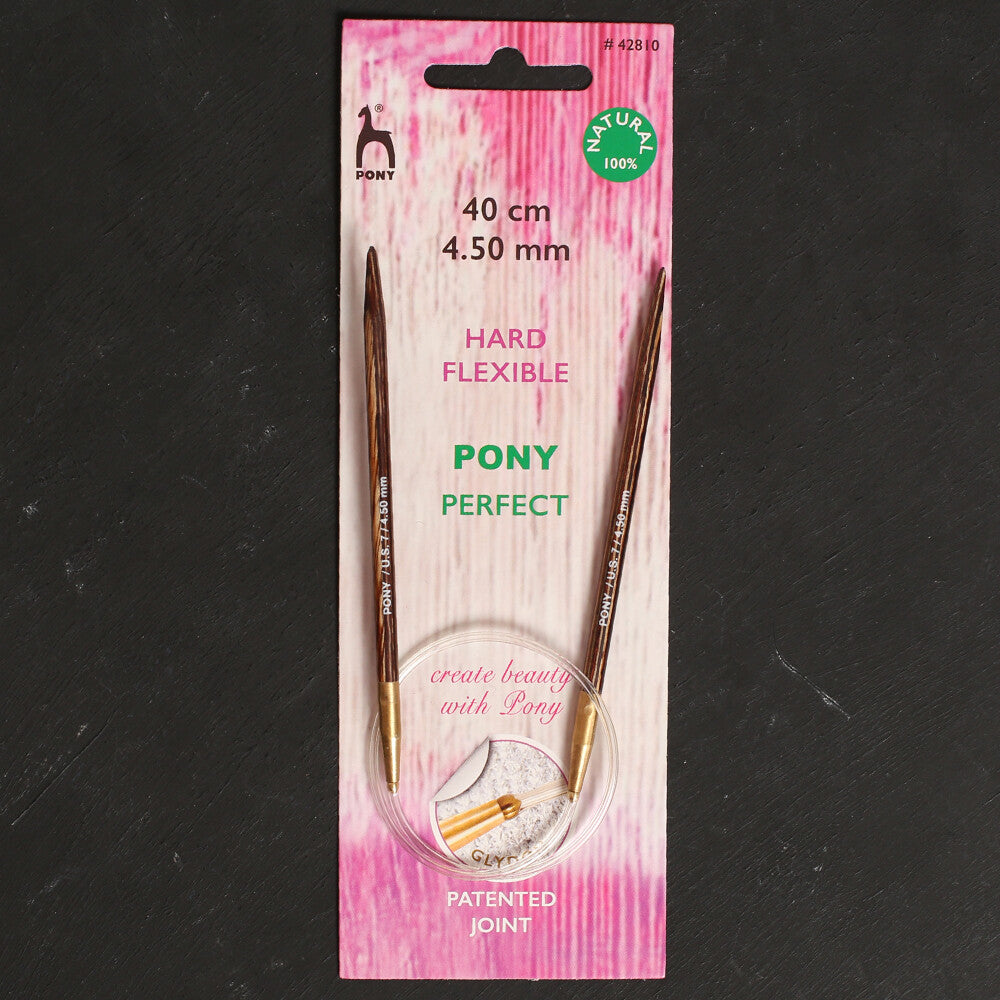 # 42810
®
PONY
NATURAL
100%
40 cm
4.50 mm
HARD
FLEXIBLE
PONY
PERFECT
PONY / U.S. 7 / 4.50 mm
PONY / U.S. 7 / 4.50 mm
create beauty
with Pony
PATENTED
JOINT